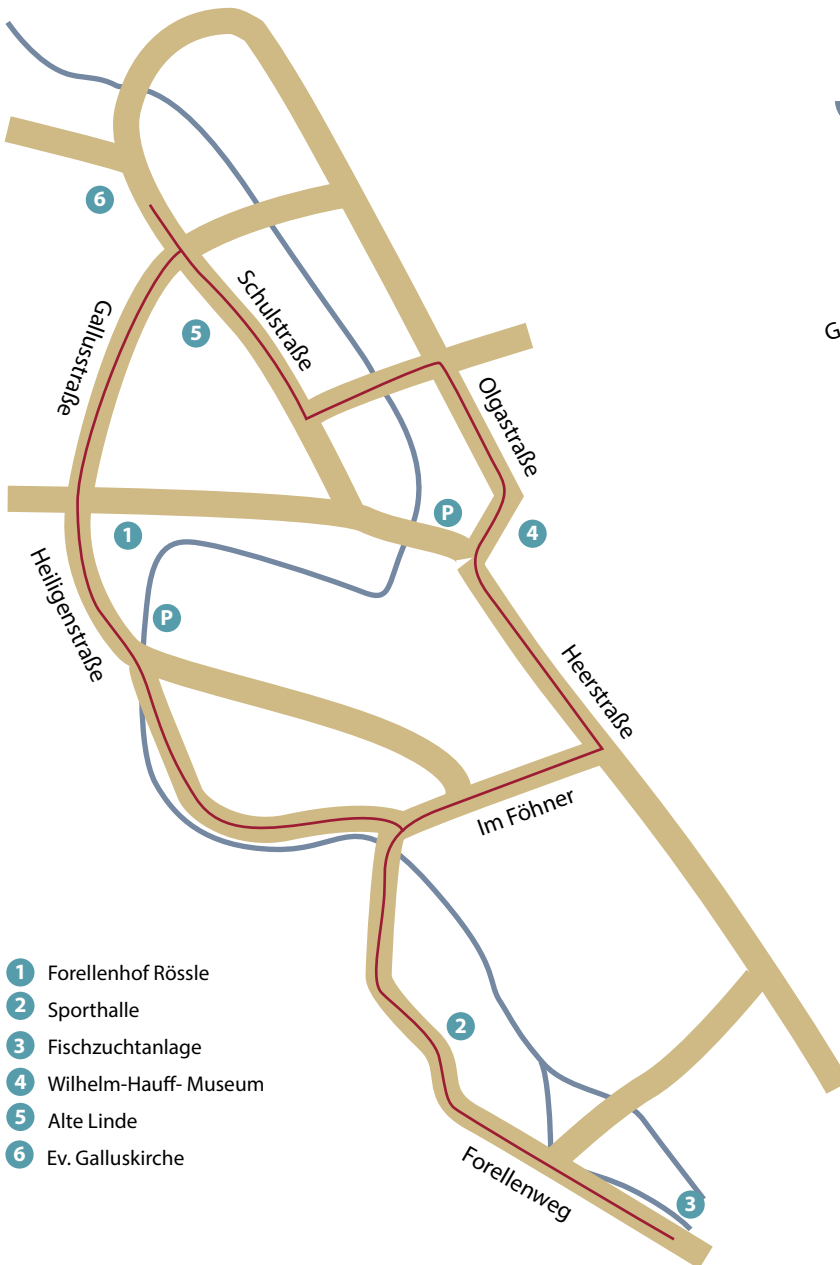 6
Schulstraße
Gallusstraße
5
G
Olgastraße
P
4
1
Heiligenstraße
P
Heerstraße
Im Föhner
2
Forellenweg
3
1 Forellenhof Rössle
2 Sporthalle
3 Fischzuchtanlage
4 Wilhelm-Hauff- Museum
5 Alte Linde
6 Ev. Galluskirche